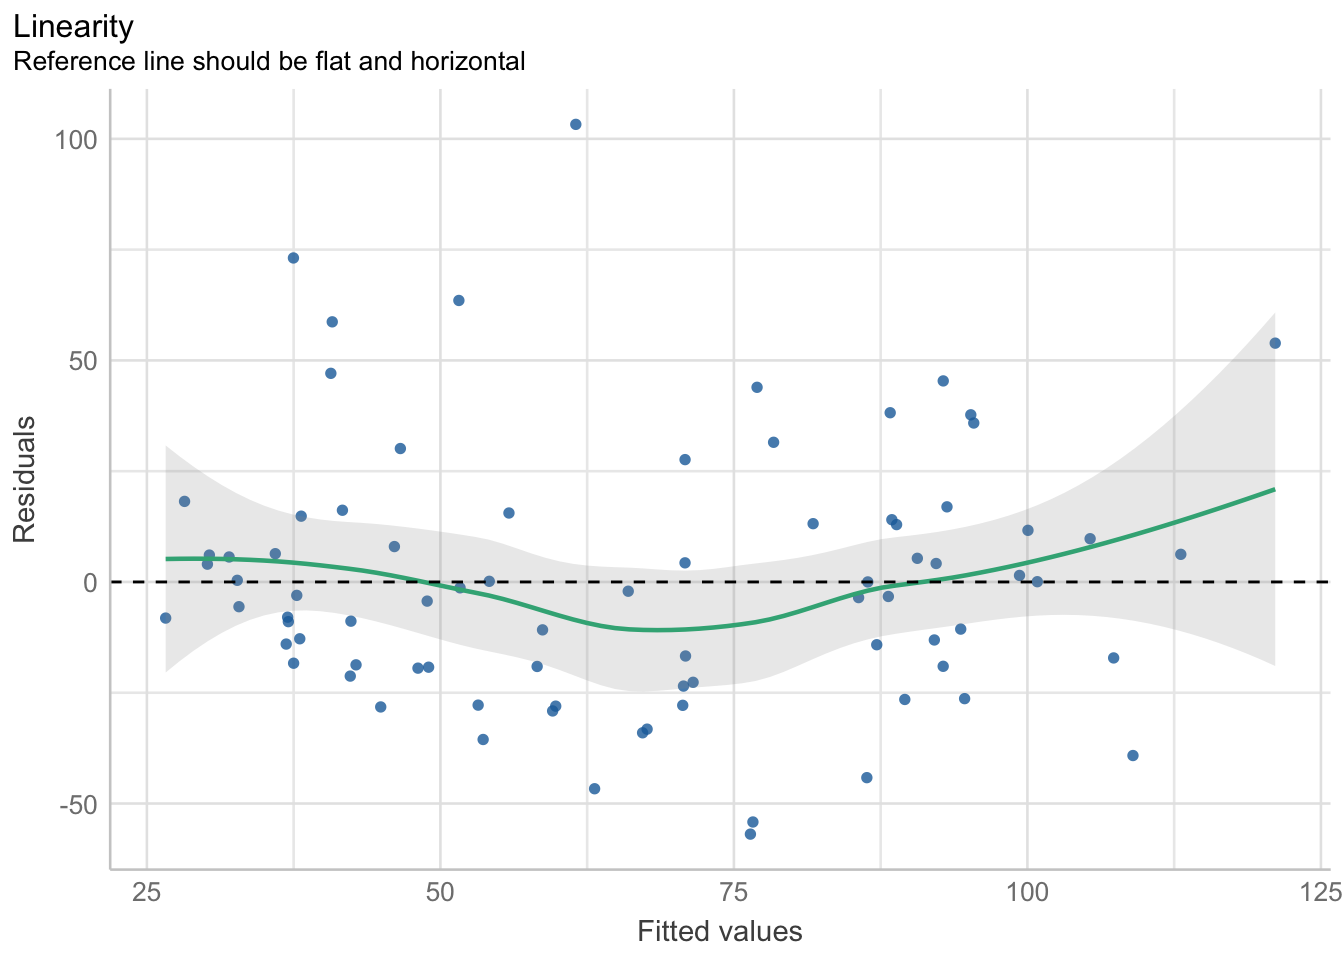 Linearity
Reference line should be flat and horizontal
100
50
0
-50
Residuals
25
50
75
100
125
Fitted values